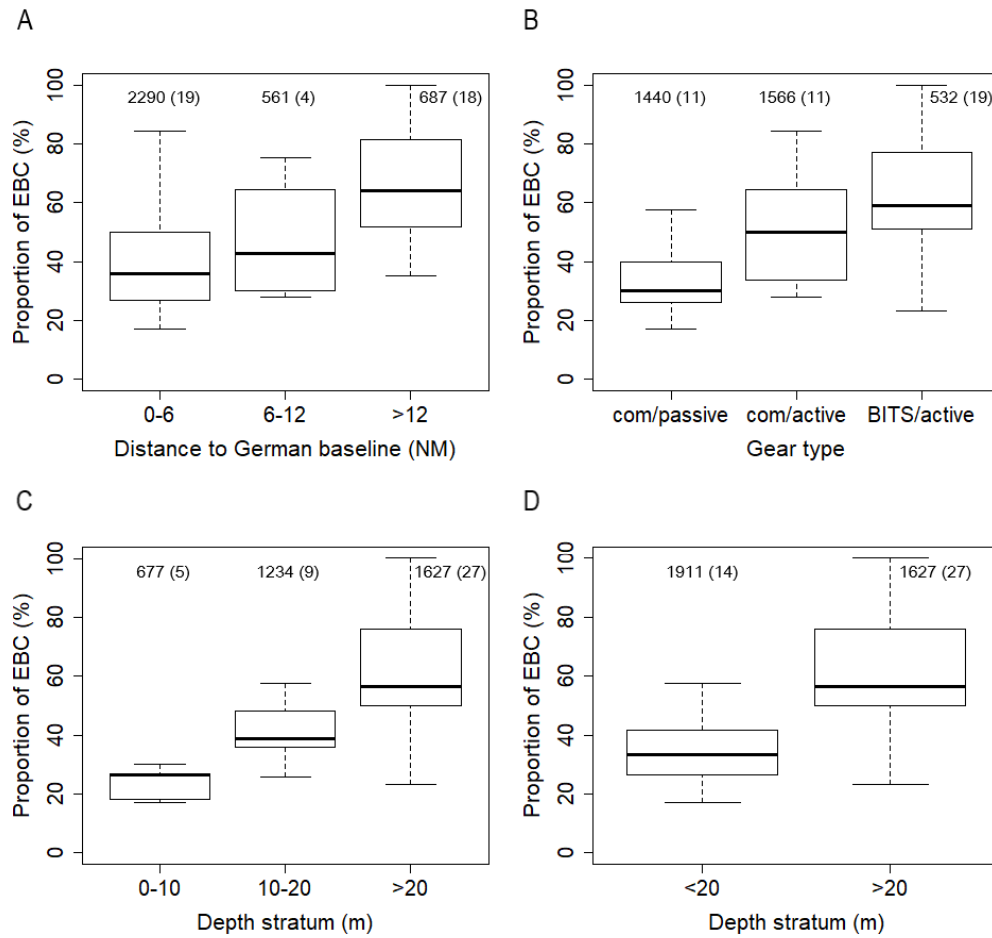 A
Proportion of EBC (%)
0 20 40 60 80 100
2290 (19) 561 (4) 687 (18)
0-6 6-12 >12
Distance to German baseline (NM)
B
Proportion of EBC (%)
0 20 40 60 80 100
1440 (11) 1566 (11) 532 (19)
com/passive com/active BITS/active
Gear type
C
Proportion of EBC (%)
0 20 40 60 80 100
677 (5) 1234 (9) 1627 (27)
0-10 10-20 >20
Depth stratum (m)
D
Proportion of EBC (%)
0 20 40 60 80 100
1911 (14) 1627 (27)
<20 >20
Depth stratum (m)